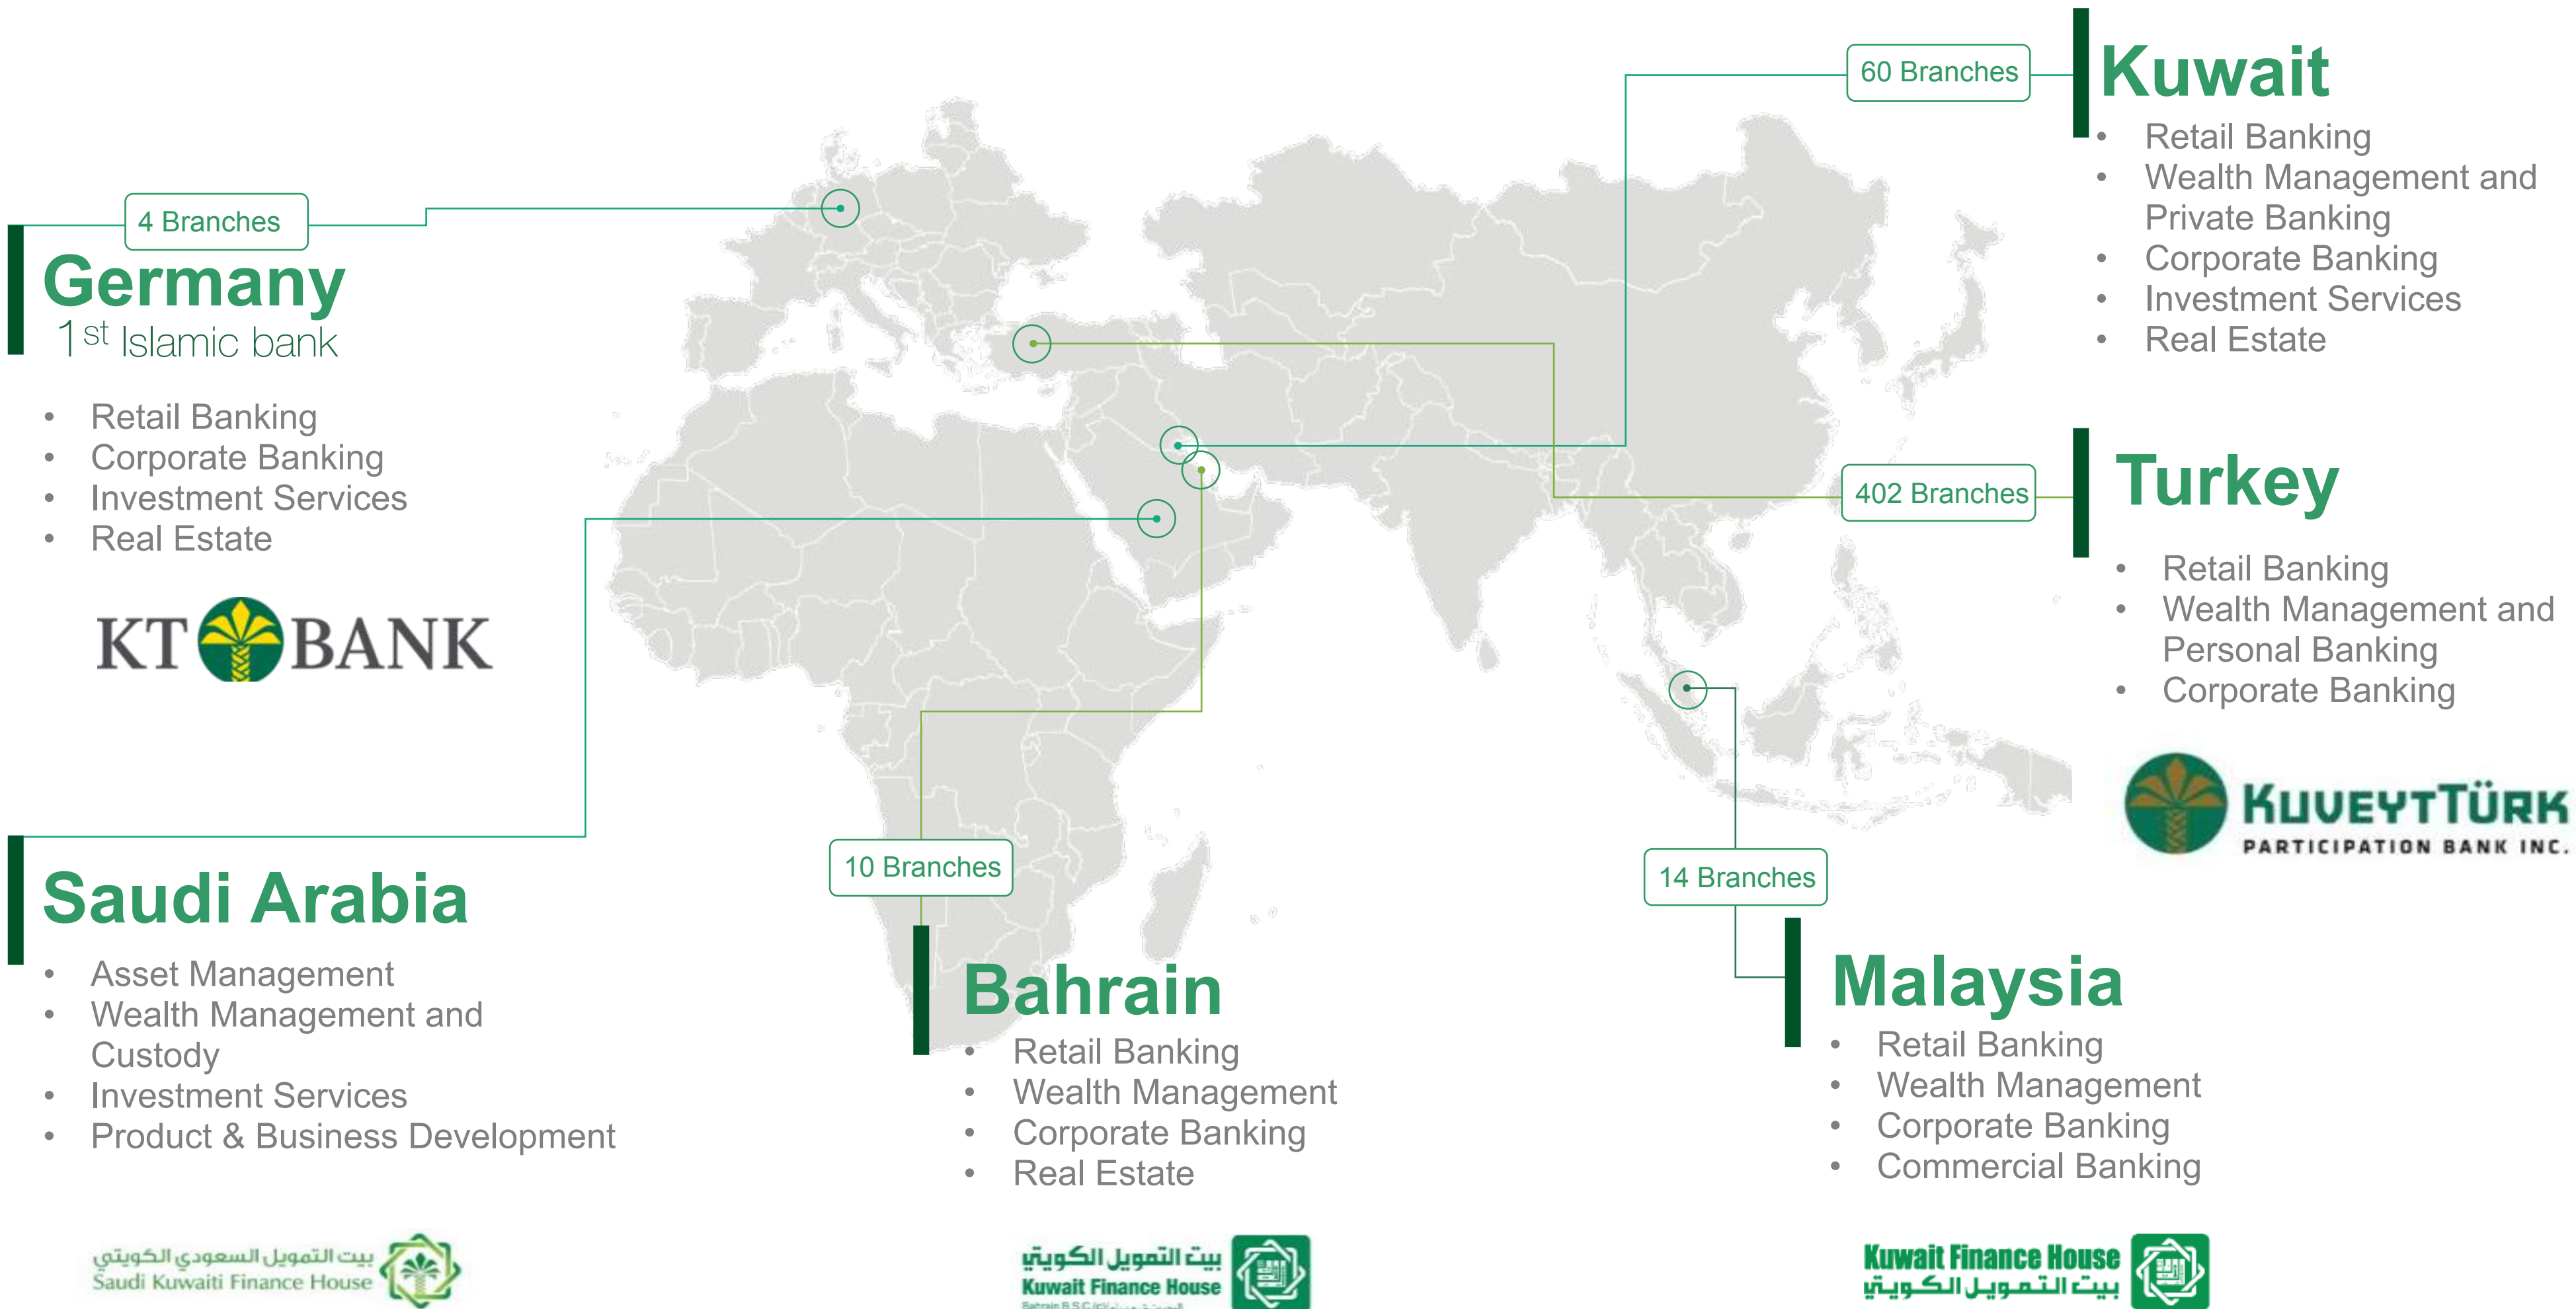 60 Branches
Kuwait
• Retail Banking
• Wealth Management and
Private Banking
• Corporate Banking
• Investment Services
• Real Estate
4 Branches
Germany
1st Islamic bank
• Retail Banking
• Corporate Banking
• Investment Services
• Real Estate
KT BANK
402 Branches
Turkey
• Retail Banking
• Wealth Management and
Personal Banking
• Corporate Banking
KUVEYTTÜRK
PARTICIPATION BANK INC.
Saudi Arabia
• Asset Management
• Wealth Management and
Custody
• Investment Services
• Product & Business Development
بيت التمويل السعودي الكويتي
Saudi Kuwaiti Finance House
10 Branches
Bahrain
• Retail Banking
• Wealth Management
• Corporate Banking
• Real Estate
بيت التمويل الكويتي
Kuwait Finance House
Bahrain B.S.C.(c)
14 Branches
Malaysia
• Retail Banking
• Wealth Management
• Corporate Banking
• Commercial Banking
Kuwait Finance House
بيت التمويل الكويتي